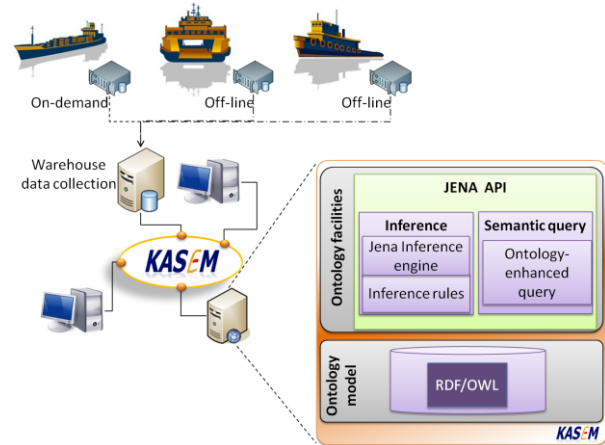 On-demand
Off-line
Off-line
Warehouse
data collection
KASEM
Ontology facilities
JENA API
Inference
Jena Inference
engine
Inference rules
Semantic query
Ontology-
enhanced
query
Ontology
model
RDF/OWL
KASEM